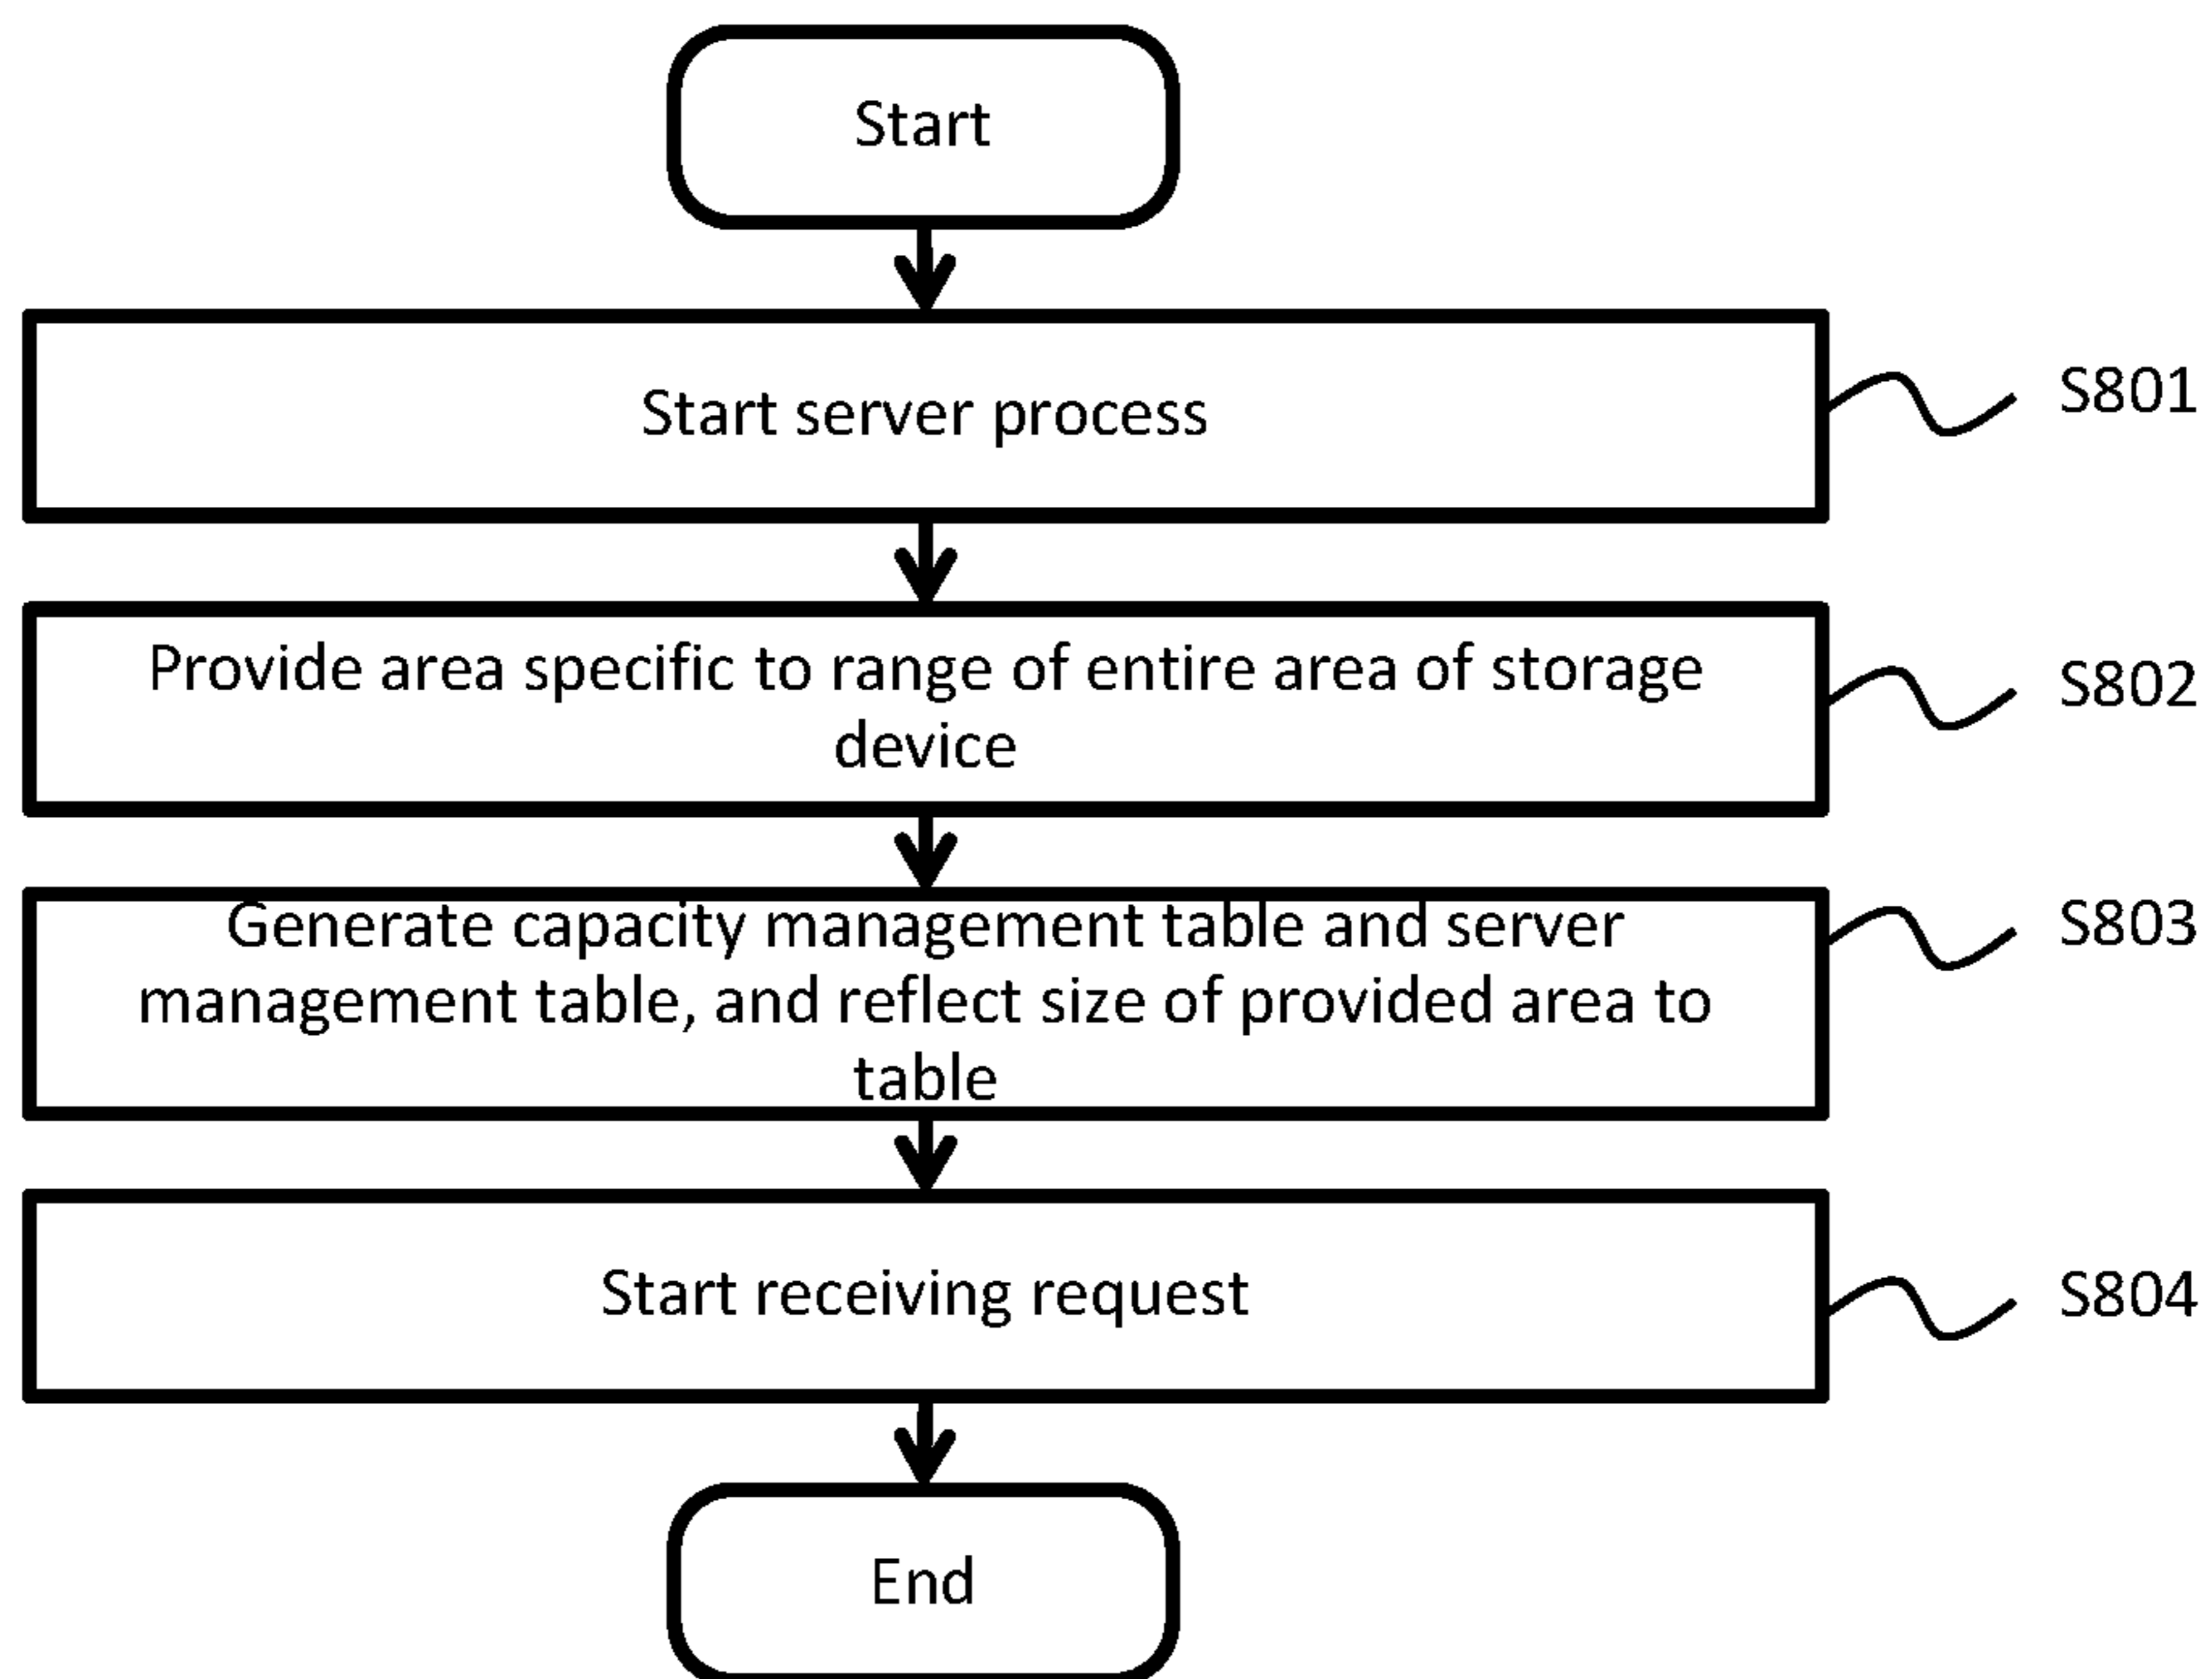 Start
Start server process
S801
Provide area specific to range of entire area of storage
device
S802
Generate capacity management table and server
management table, and reflect size of provided area to
table
S803
Start receiving request
S804
End